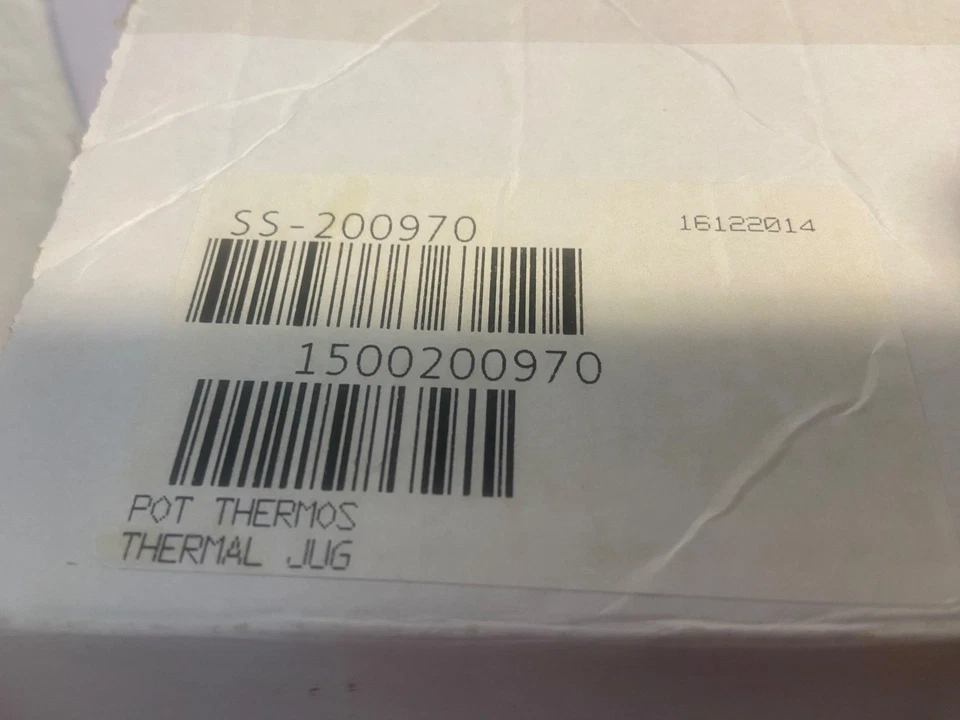 SS-200970
16122014
1500200970
POT THERMOS
THERMAL JUG